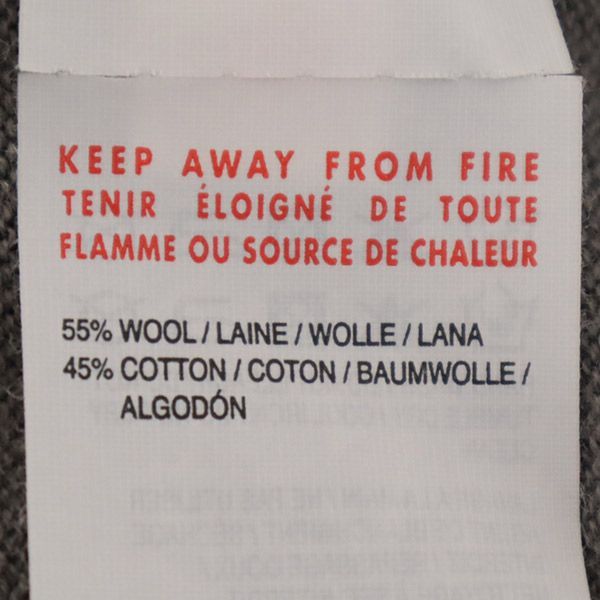 KEEP AWAY FROM FIRE
TENIR ÉLOIGNÉ DE TOUTE
FLAMME OU SOURCE DE CHALEUR
55% WOOL / LAINE / WOLLE / LANA
45% COTTON / COTON / BAUMWOLLE /
ALGODÓN